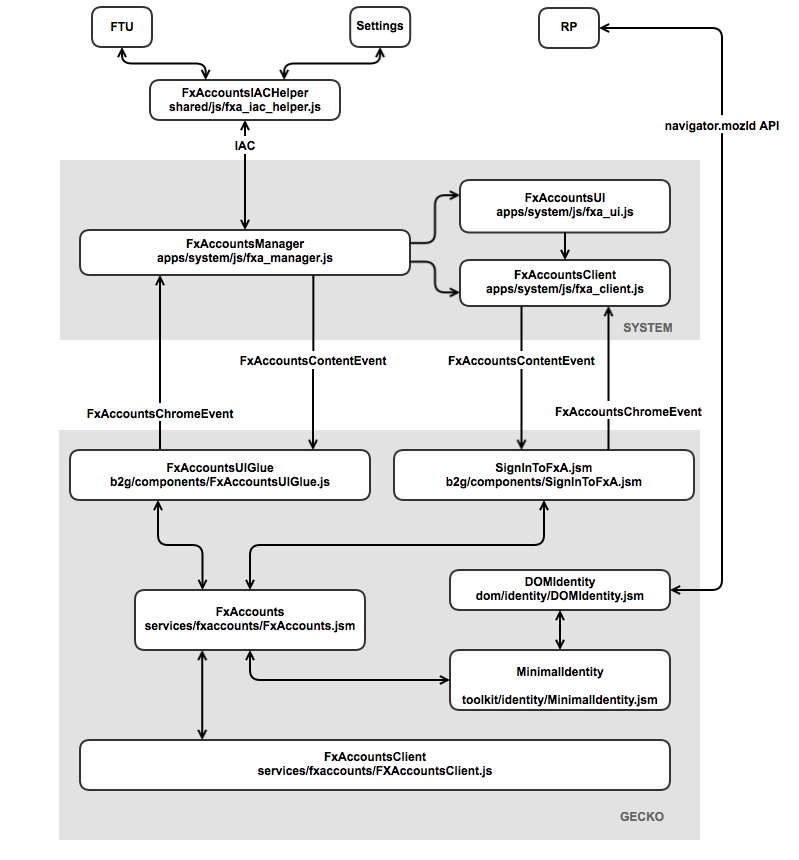 FTU
Settings
RP
FxAccountsIACHelper
shared/js/fxa_iac_helper.js
navigator.mozId API
IAC
FxAccountsUI
apps/system/js/fxa_ui.js
FxAccountsManager
apps/system/js/fxa_manager.js
FxAccountsClient
apps/system/js/fxa_client.js
SYSTEM
FxAccountsContentEvent
FxAccountsContentEvent
FxAccountsChromeEvent
FxAccountsChromeEvent
FxAccountsUIGlue
b2g/components/FxAccountsUIGlue.js
SignInToFxA.jsm
b2g/components/SignInToFxA.jsm
DOMIdentity
dom/identity/DOMIdentity.jsm
FxAccounts
services/fxaccounts/FxAccounts.jsm
MinimalIdentity
toolkit/identity/MinimalIdentity.jsm
FxAccountsClient
services/fxaccounts/FXAccountsClient.js
GECKO